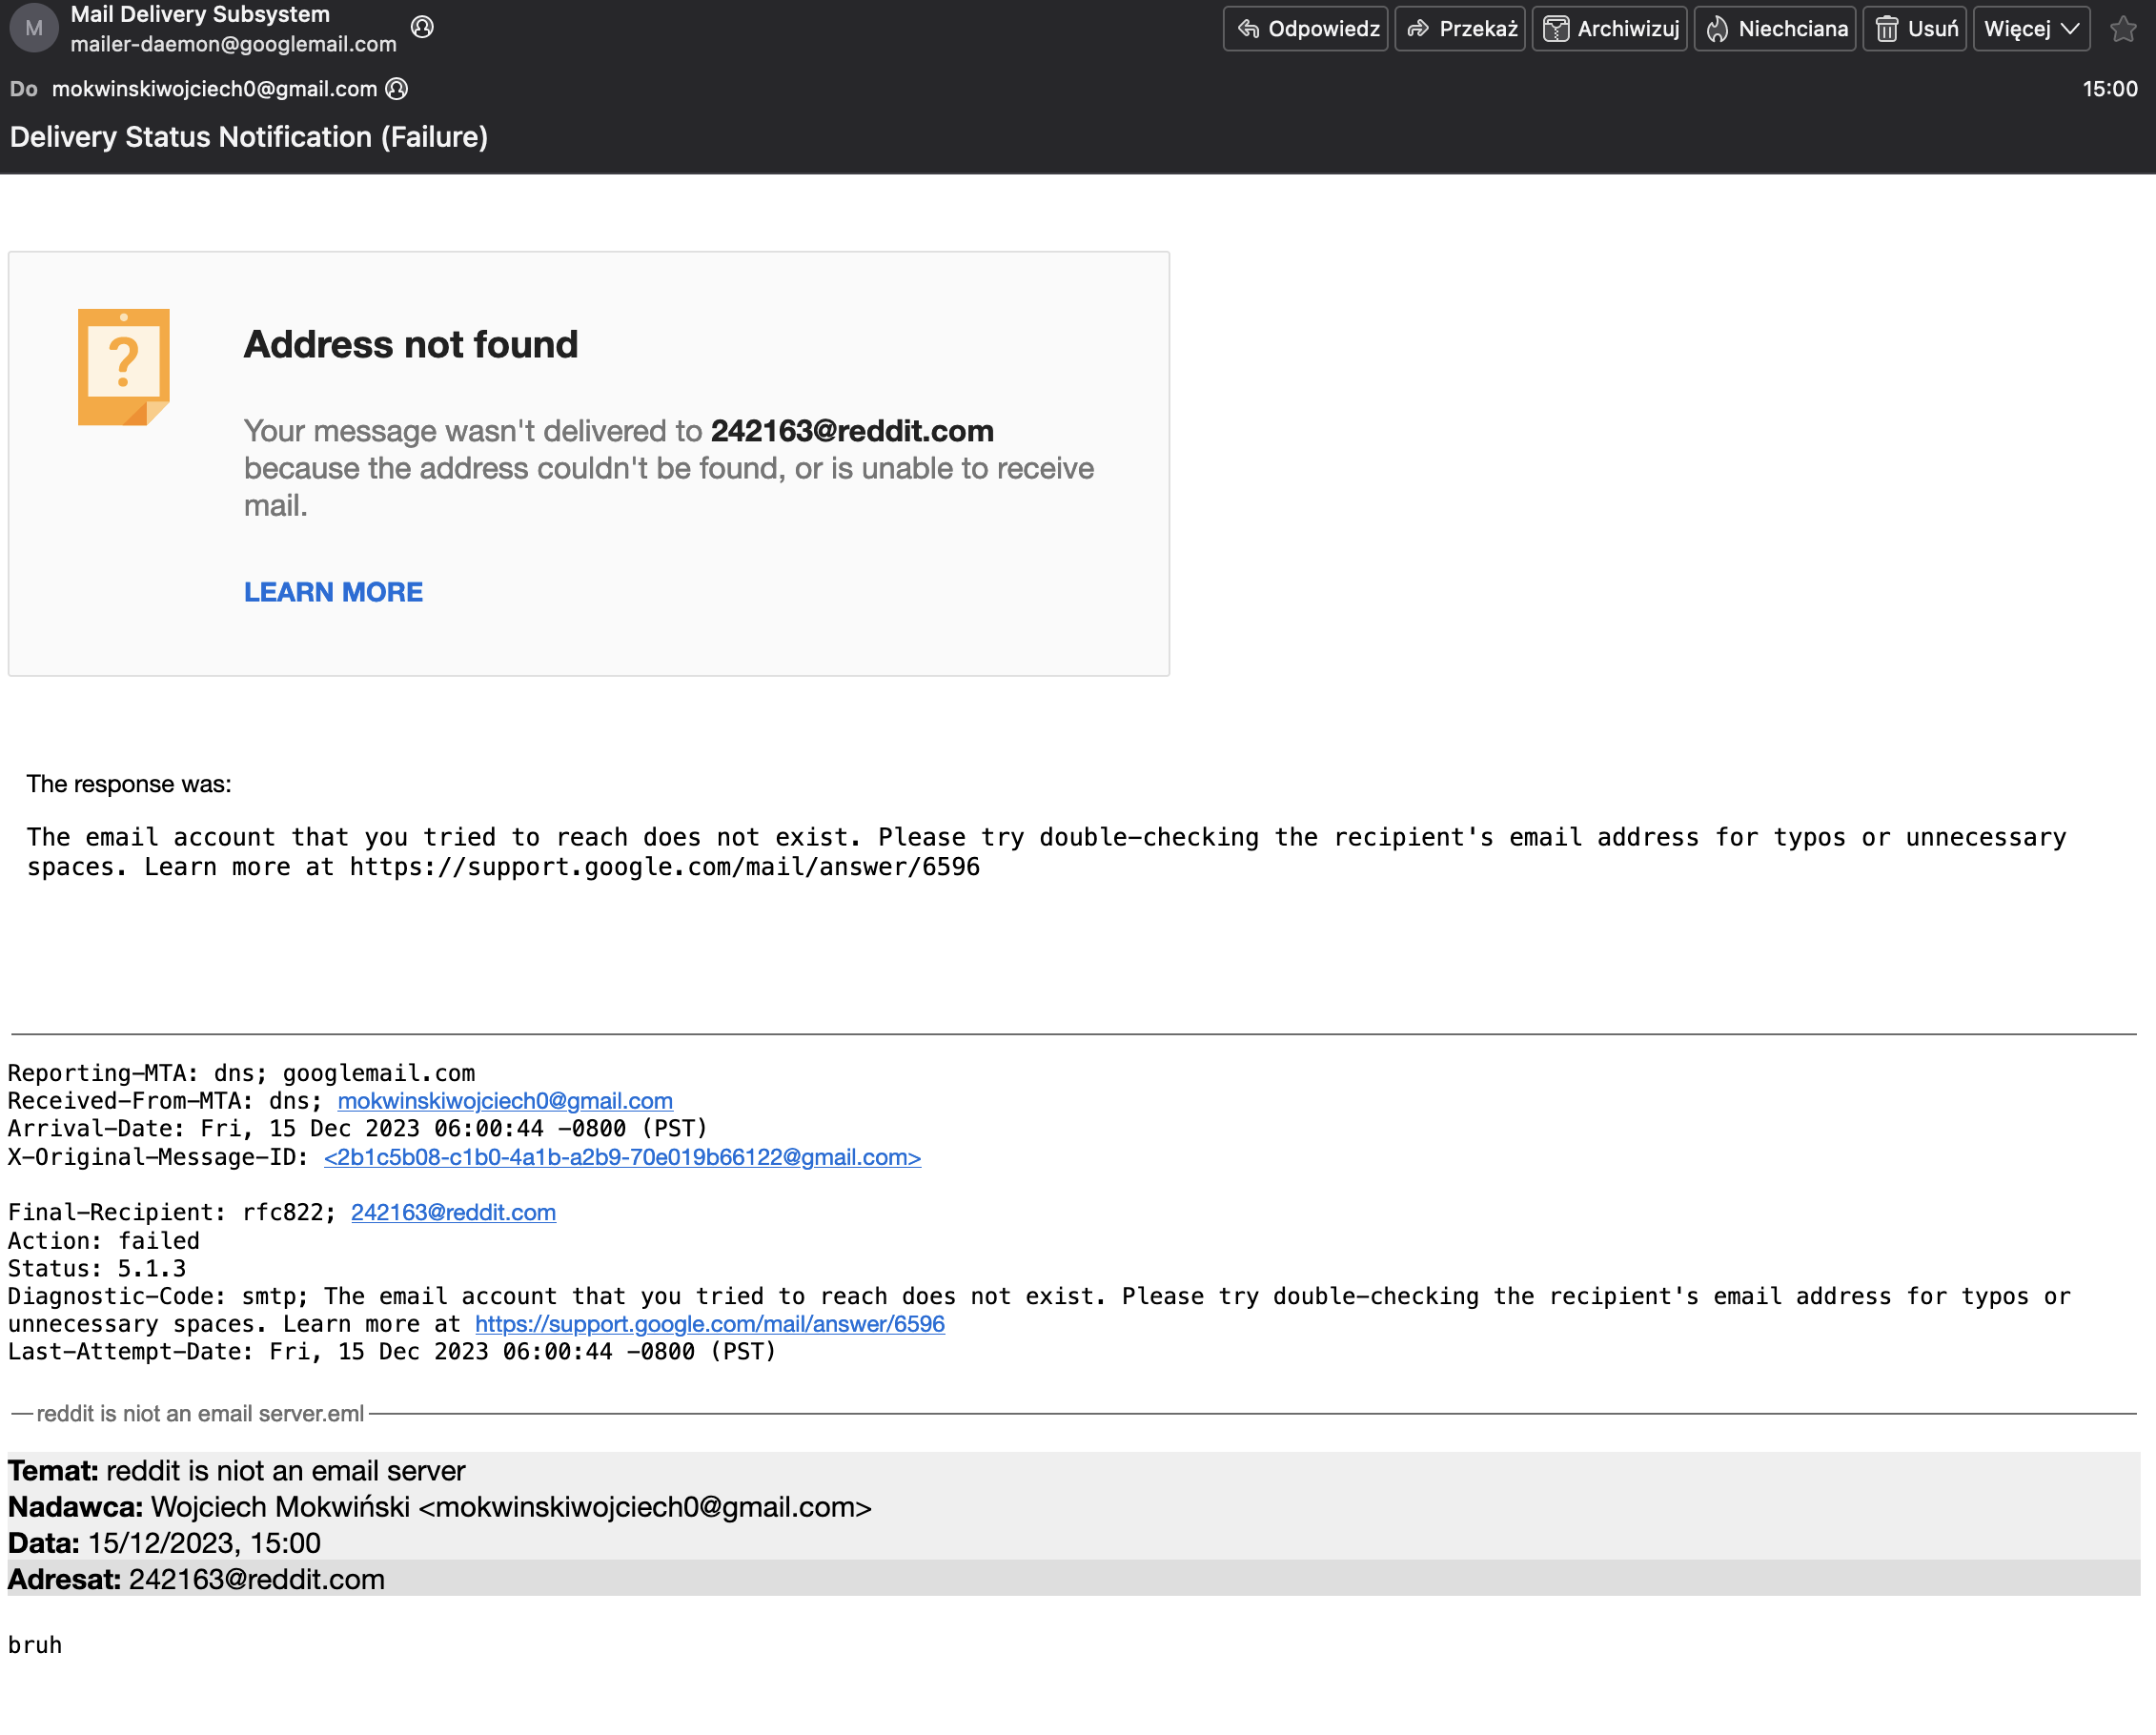 M
Mail Delivery Subsystem
mailer-daemon@googlemail.com
Odpowiedz
Przekaż
Archiwizuj
Niechciana
Usuń
Więcej
Do mokwinskiwojciech0@gmail.com
15:00
Delivery Status Notification (Failure)
?
Address not found
Your message wasn't delivered to 242163@reddit.com
because the address couldn't be found, or is unable to receive
mail.
LEARN MORE
The response was:
The email account that you tried to reach does not exist. Please try double-checking the recipient's email address for typos or unnecessary
spaces. Learn more at https://support.google.com/mail/answer/6596
Reporting-MTA: dns; googlemail.com
Received-From-MTA: dns; mokwinskiwojciech0@gmail.com
Arrival-Date: Fri, 15 Dec 2023 06:00:44 -0800 (PST)
X-Original-Message-ID: <2b1c5b08-c1b0-4a1b-a2b9-70e019b66122@gmail.com>
Final-Recipient: rfc822; 242163@reddit.com
Action: failed
Status: 5.1.3
Diagnostic-Code: smtp; The email account that you tried to reach does not exist. Please try double-checking the recipient's email address for typos or
unnecessary spaces. Learn more at https://support.google.com/mail/answer/6596
Last-Attempt-Date: Fri, 15 Dec 2023 06:00:44 -0800 (PST)
reddit is niot an email server.eml
Temat: reddit is niot an email server
Nadawca: Wojciech Mokwiński <mokwinskiwojciech0@gmail.com>
Data: 15/12/2023, 15:00
Adresat: 242163@reddit.com
bruh